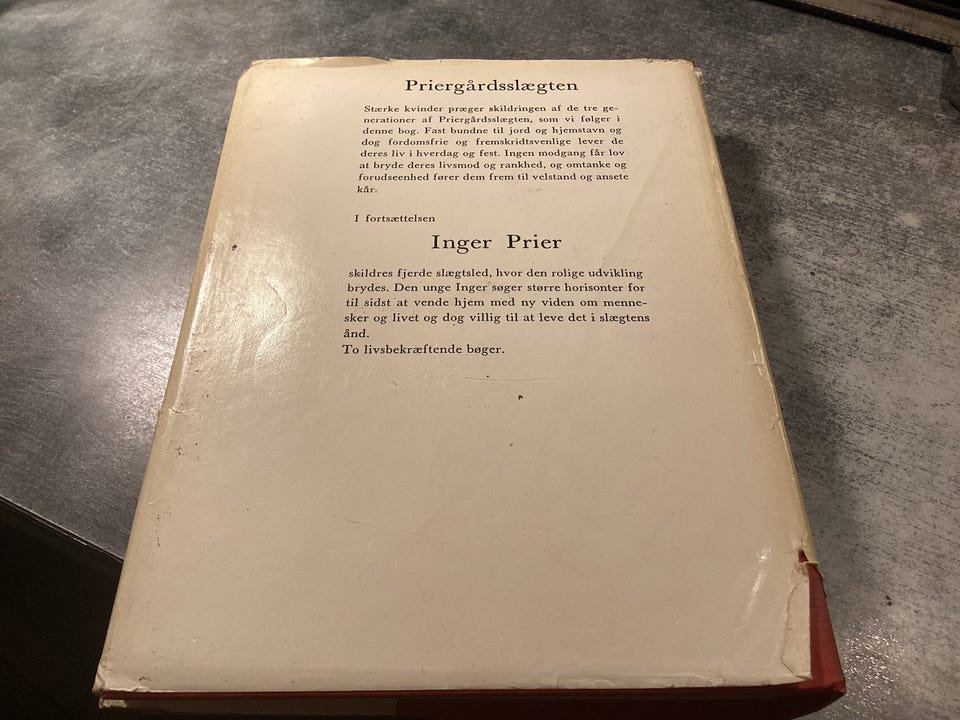 Priergårdsslægten
Stærke kvinder præger skildringen af de tre ge-
nerationer af Priergårdsslægten, som vi følger i
denne bog. Fast bundne til jord og hjemstavn og
dog fordomsfrie og fremskridtsvenlige lever de
deres liv i hverdag og fest. Ingen modgang får lov
at bryde deres livsmod og rankhed, og omtanke og
forudseenhed fører dem frem til velstand og ansete
kår.
I fortsættelsen
Inger Prier
skildres fjerde slægtsled, hvor den rolige udvikling
brydes. Den unge Inger søger større horisonter for
til sidst at vende hjem med ny viden om menne-
sker og livet og dog villig til at leve det i slægtens
ånd.
To livsbekræftende bøger.